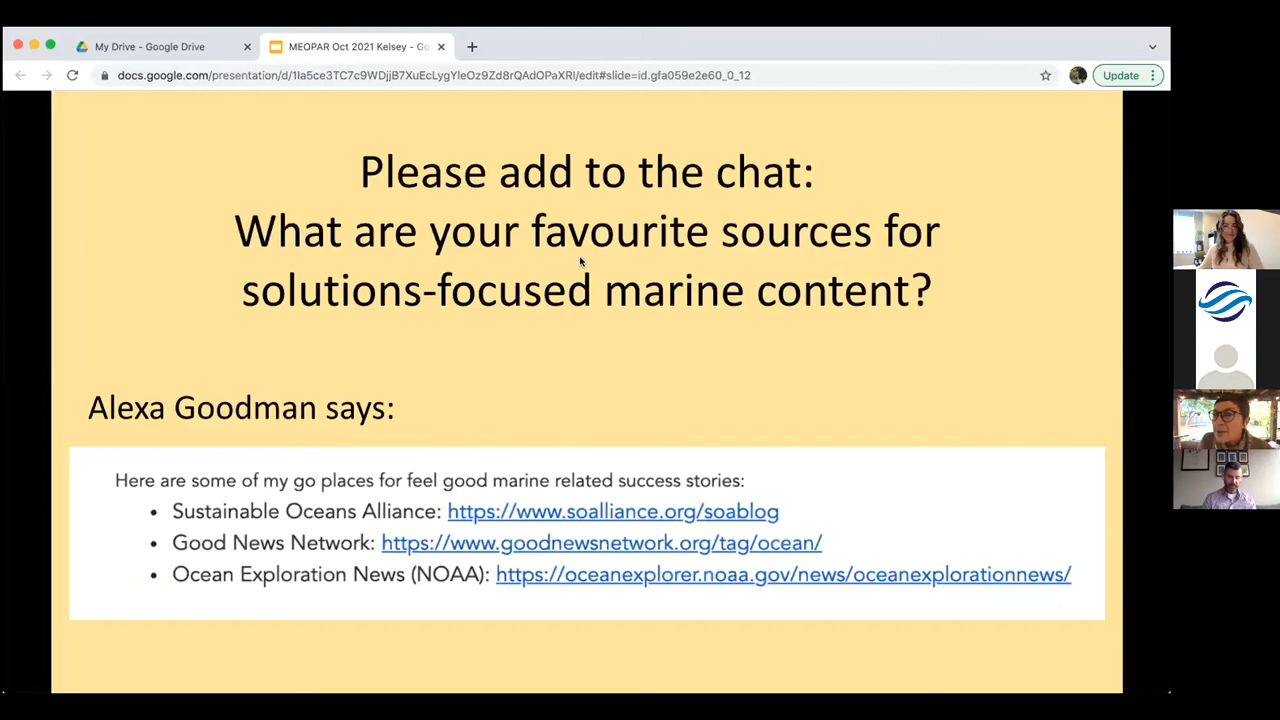 My Drive - Google Drive
MEOPAR Oct 2021 Kelsey - Go
docs.google.com/presentation/d/1Ia5ce3TC7c9WDjjB7XuEcLygYIeOz9Zd8rQAdOPaXRI/edit#slide=id.gfa059e2e60_0_12
Update
Please add to the chat:
What are your favourite sources for
solutions-focused marine content?
Alexa Goodman says:
Here are some of my go places for feel good marine related success stories:
• Sustainable Oceans Alliance: https://www.soalliance.org/soablog
• Good News Network: https://www.goodnewsnetwork.org/tag/ocean/
• Ocean Exploration News (NOAA): https://oceanexplorer.noaa.gov/news/oceanexplorationnews/